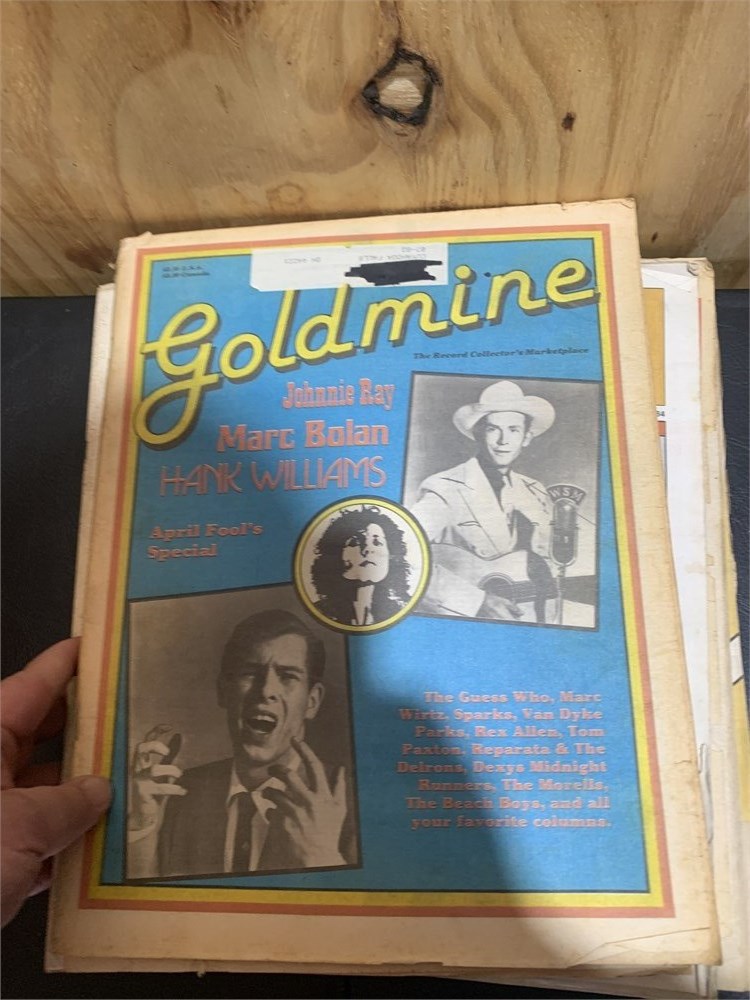 Goldmine
The Record Collector's Marketplace
Johnnie Ray
Marc Bolan
HANK WILLIAMS
WSM
April Fool's
Special
The Guess Who, Marc
Wirtz, Sparks, Van Dyke
Parks, Rex Allen, Tom
Paxton, Reparata & The
Delrons, Dexys Midnight
Runners, The Morells,
The Beach Boys, and all
your favorite columns.